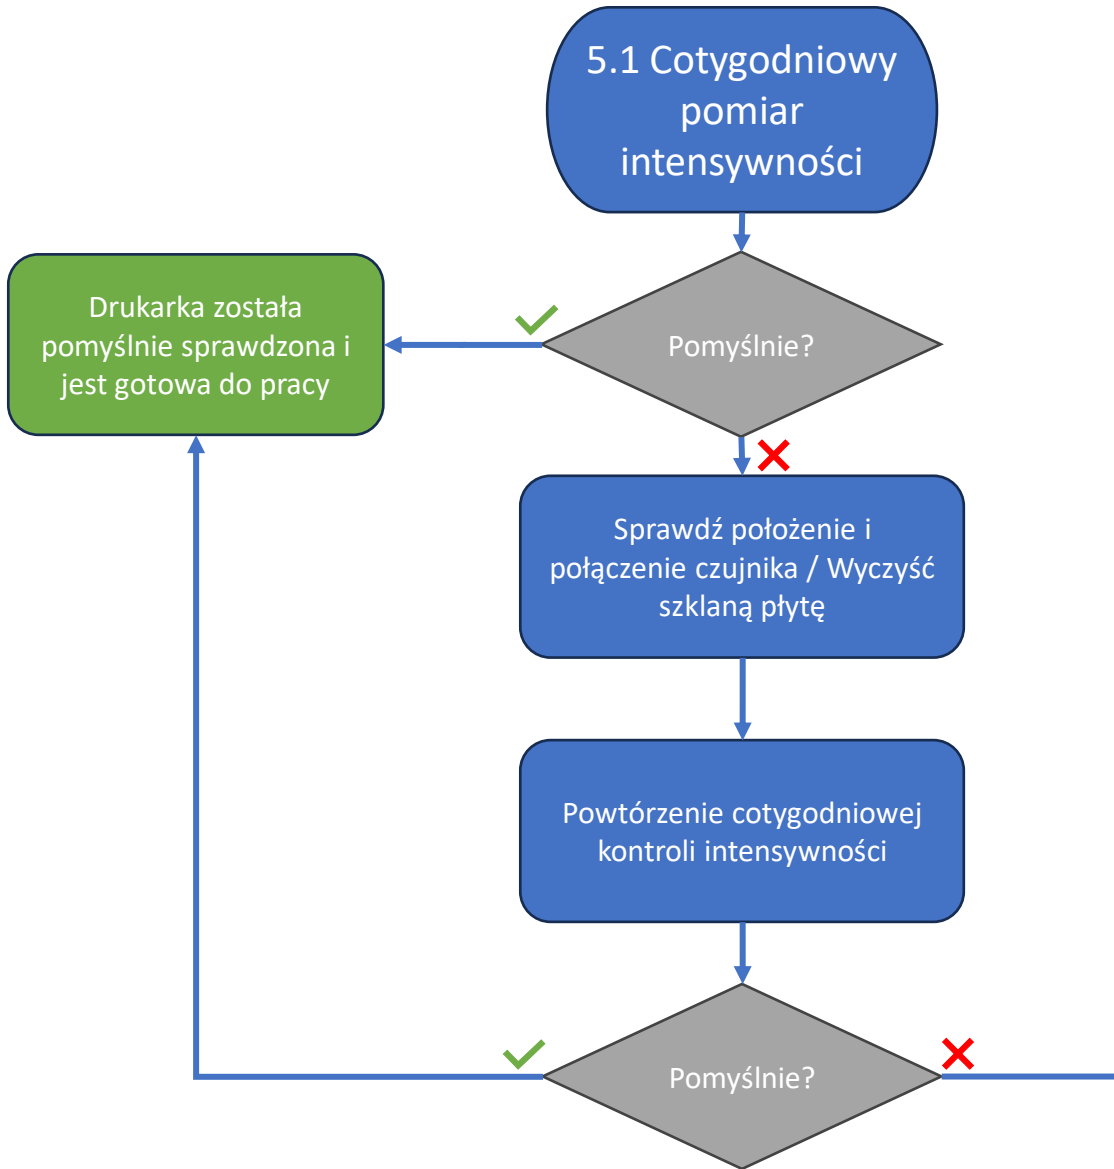 5.1 Cotygodniowy
pomiar
intensywności
Drukarka została
pomyślnie sprawdzona i
jest gotowa do pracy
Pomyślnie?
Sprawdź położenie i
połączenie czujnika / Wyczyść
szklaną płytę
Powtórzenie cotygodniowej
kontroli intensywności
Pomyślnie?